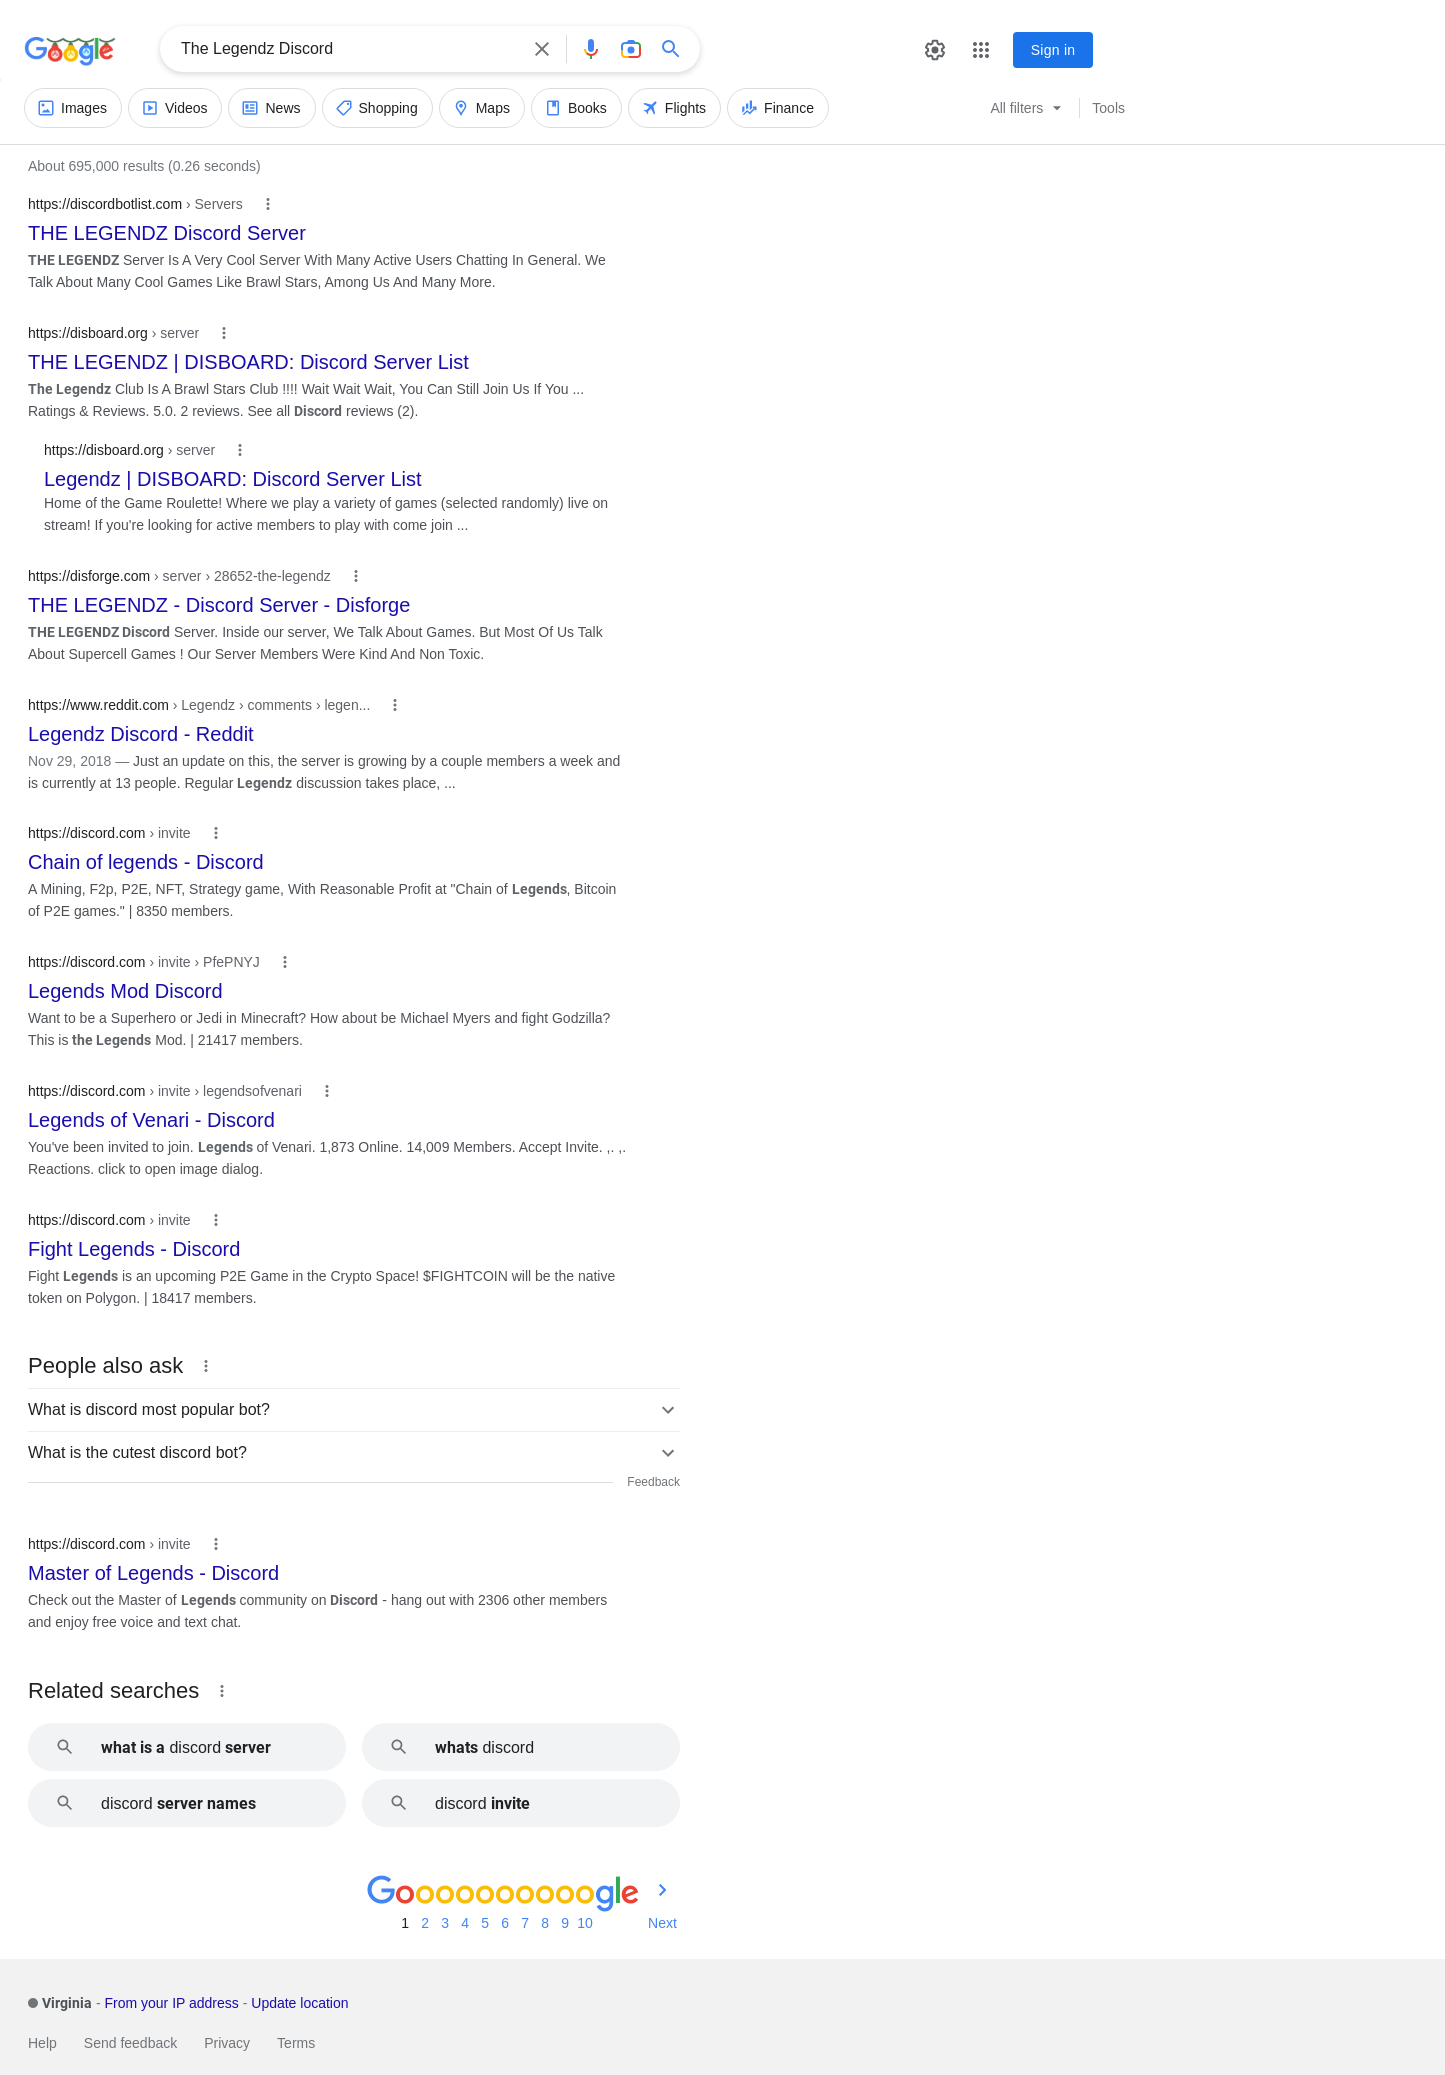 Google
The Legendz Discord
Sign in
Images Videos News Shopping Maps Books Flights Finance All filters Tools
About 695,000 results (0.26 seconds)
https://discordbotlist.com › Servers
THE LEGENDZ Discord Server
THE LEGENDZ Server Is A Very Cool Server With Many Active Users Chatting In General. We
Talk About Many Cool Games Like Brawl Stars, Among Us And Many More.
https://disboard.org › server
THE LEGENDZ | DISBOARD: Discord Server List
The Legendz Club Is A Brawl Stars Club !!!! Wait Wait Wait, You Can Still Join Us If You ...
Ratings & Reviews. 5.0. 2 reviews. See all Discord reviews (2).
https://disboard.org › server
Legendz | DISBOARD: Discord Server List
Home of the Game Roulette! Where we play a variety of games (selected randomly) live on
stream! If you're looking for active members to play with come join ...
https://disforge.com › server › 28652-the-legendz
THE LEGENDZ - Discord Server - Disforge
THE LEGENDZ Discord Server. Inside our server, We Talk About Games. But Most Of Us Talk
About Supercell Games ! Our Server Members Were Kind And Non Toxic.
https://www.reddit.com › Legendz › comments › legen...
Legendz Discord - Reddit
Nov 29, 2018 — Just an update on this, the server is growing by a couple members a week and
is currently at 13 people. Regular Legendz discussion takes place, ...
https://discord.com › invite
Chain of legends - Discord
A Mining, F2p, P2E, NFT, Strategy game, With Reasonable Profit at "Chain of Legends, Bitcoin
of P2E games." | 8350 members.
https://discord.com › invite › PfePNYJ
Legends Mod Discord
Want to be a Superhero or Jedi in Minecraft? How about be Michael Myers and fight Godzilla?
This is the Legends Mod. | 21417 members.
https://discord.com › invite › legendsofvenari
Legends of Venari - Discord
You've been invited to join. Legends of Venari. 1,873 Online. 14,009 Members. Accept Invite. ,. ,.
Reactions. click to open image dialog.
https://discord.com › invite
Fight Legends - Discord
Fight Legends is an upcoming P2E Game in the Crypto Space! $FIGHTCOIN will be the native
token on Polygon. | 18417 members.
People also ask
What is discord most popular bot?
What is the cutest discord bot?
Feedback
https://discord.com › invite
Master of Legends - Discord
Check out the Master of Legends community on Discord - hang out with 2306 other members
and enjoy free voice and text chat.
Related searches
what is a discord server
whats discord
discord server names
discord invite
Goooooooooogle
1 2 3 4 5 6 7 8 9 10 Next
Virginia - From your IP address - Update location
Help Send feedback Privacy Terms